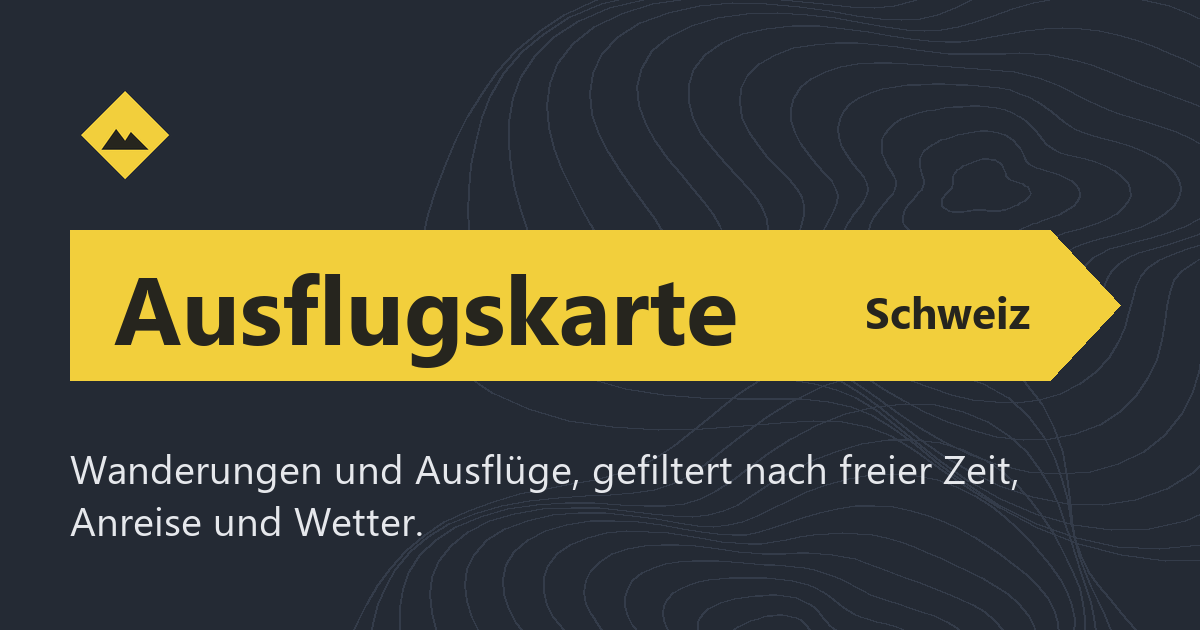 Ausflugskarte Schweiz
Wanderungen und Ausflüge, gefiltert nach freier Zeit,
Anreise und Wetter.